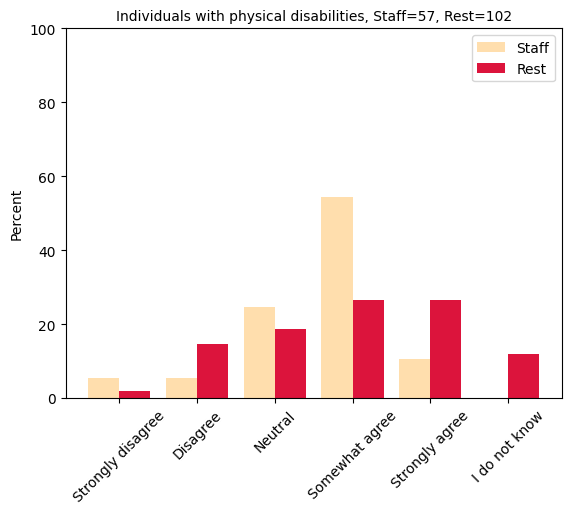 Individuals with physical disabilities, Staff=57, Rest=102
Staff
Rest
Percent
100
80
60
40
20
0
Strongly disagree
Disagree
Neutral
Somewhat agree
Strongly agree
I do not know